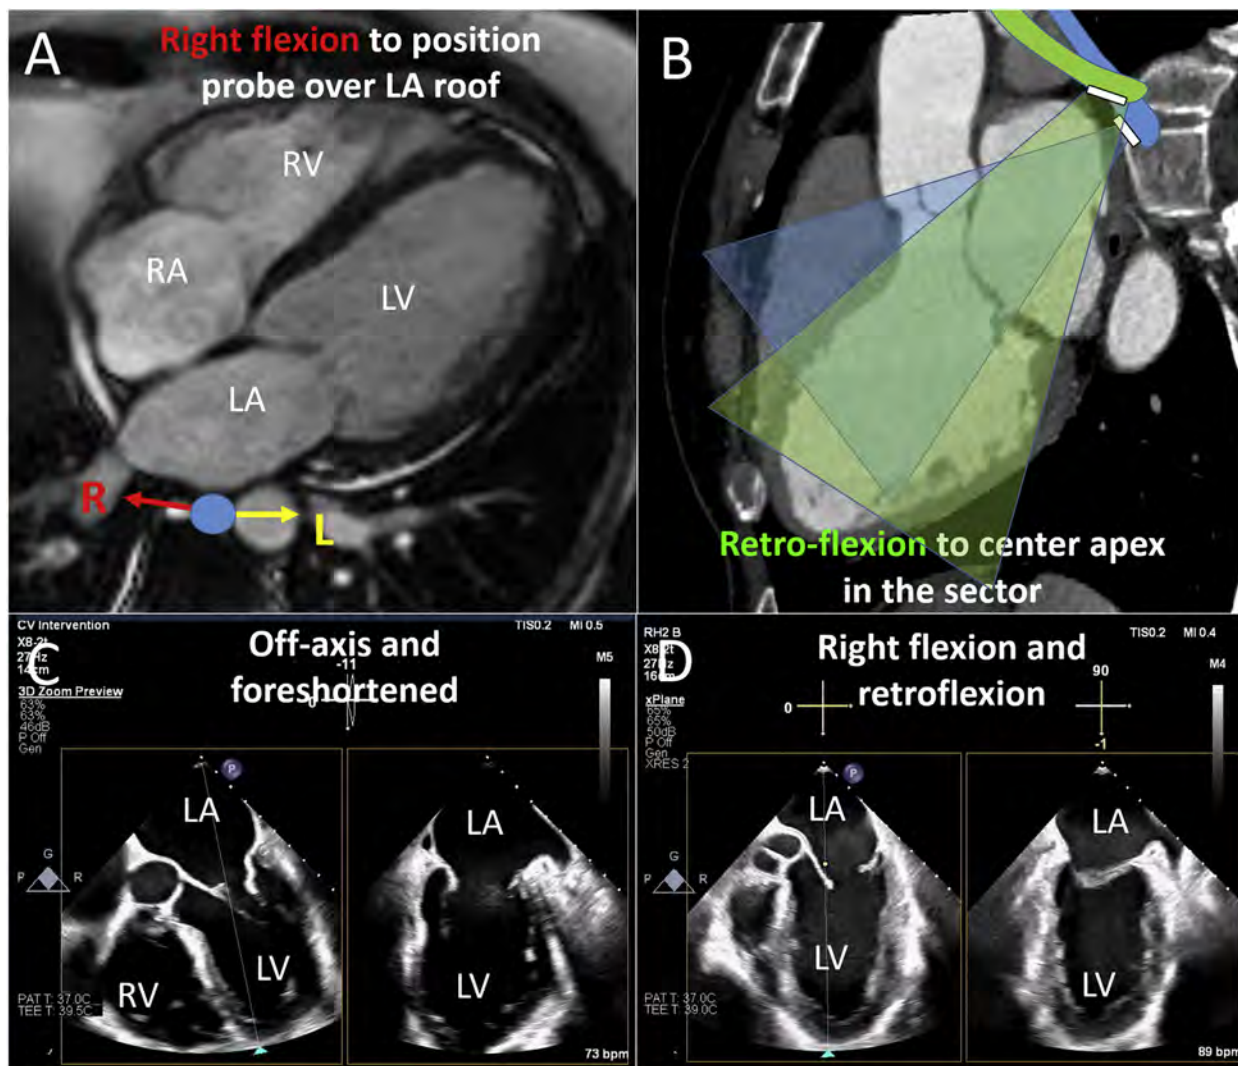 A
Right flexion to position
probe over LA roof
RV
RA
LV
LA
R
L
B
Retro-flexion to center apex
in the sector
CV Intervention
TIS0.2 MI 0.5
X8-2t
27Hz
14cm
C
Off-axis and
foreshortened
-11
0
M5
3D Zoom Preview
63%
63%
46dB
P Off
Gen
P
LA
LA
G
P R
RV
LV
LV
PAT T: 37.0C
TEE T: 39.5C
73 bpm
RH2 B
TIS0.2 MI 0.4
X8-2t
27Hz
16cm
D
Right flexion and
retroflexion
0
90
-1
M4
xPlane
65%
65%
50dB
P Off
Gen
XRES 2
P
LA
LA
G
P R
LV
LV
PAT T: 37.0C
TEE T: 39.0C
89 bpm